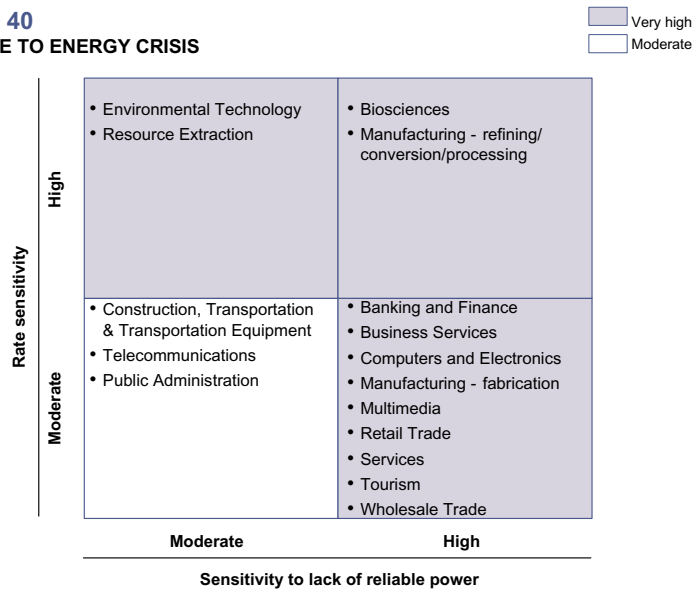 40
E TO ENERGY CRISIS
Very high
Moderate
Rate sensitivity
High
• Environmental Technology
• Resource Extraction
• Biosciences
• Manufacturing - refining/
conversion/processing
Moderate
• Construction, Transportation
& Transportation Equipment
• Telecommunications
• Public Administration
• Banking and Finance
• Business Services
• Computers and Electronics
• Manufacturing - fabrication
• Multimedia
• Retail Trade
• Services
• Tourism
• Wholesale Trade
Moderate
High
Sensitivity to lack of reliable power